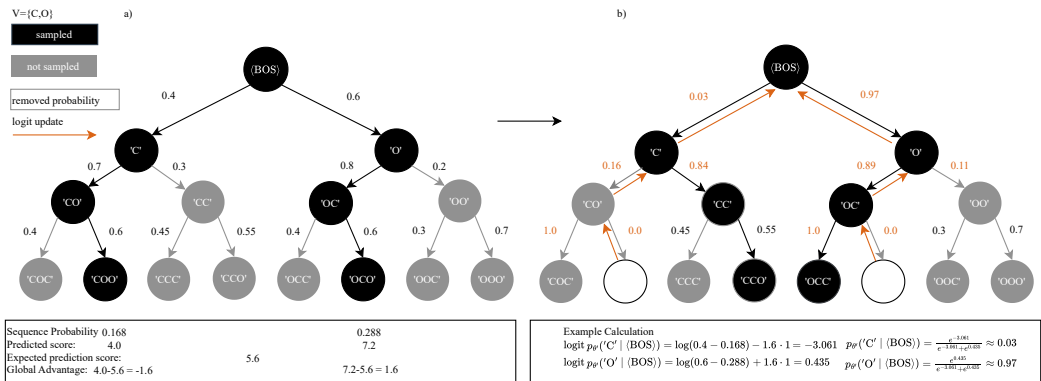 V={C,O}
a)
b)
sampled
not sampled
removed probability
logit update
⟨BOS⟩
0.4
0.6
'C'
'O'
0.7
0.3
0.8
0.2
'CO'
'CC'
'OC'
'OO'
0.4
0.6
0.45
0.55
0.4
0.6
0.3
0.7
'COC'
'COO'
'CCC'
'CCO'
'OCC'
'OCO'
'OOC'
'OOO'
Sequence Probability 0.168 0.288
Predicted score: 4.0 7.2
Expected prediction score: 5.6
Global Advantage: 4.0-5.6 = -1.6 7.2-5.6 = 1.6
⟨BOS⟩
0.03
0.97
'C'
'O'
0.16
0.84
0.89
0.11
'CO'
'CC'
'OC'
'OO'
1.0
0.0
0.45
0.55
1.0
0.0
0.3
0.7
'COC'
'CCC'
'CCO'
'OCC'
'OOC'
'OOO'
Example Calculation
logit p_θ′('C' | ⟨BOS⟩) = log(0.4 − 0.168) − 1.6 · 1 = −3.061 p_θ′('C' | ⟨BOS⟩) = e^−3.061 / (e^−3.061 + e^0.435) ≈ 0.03
logit p_θ′('O' | ⟨BOS⟩) = log(0.6 − 0.288) + 1.6 · 1 = 0.435 p_θ′('O' | ⟨BOS⟩) = e^0.435 / (e^−3.061 + e^0.435) ≈ 0.97